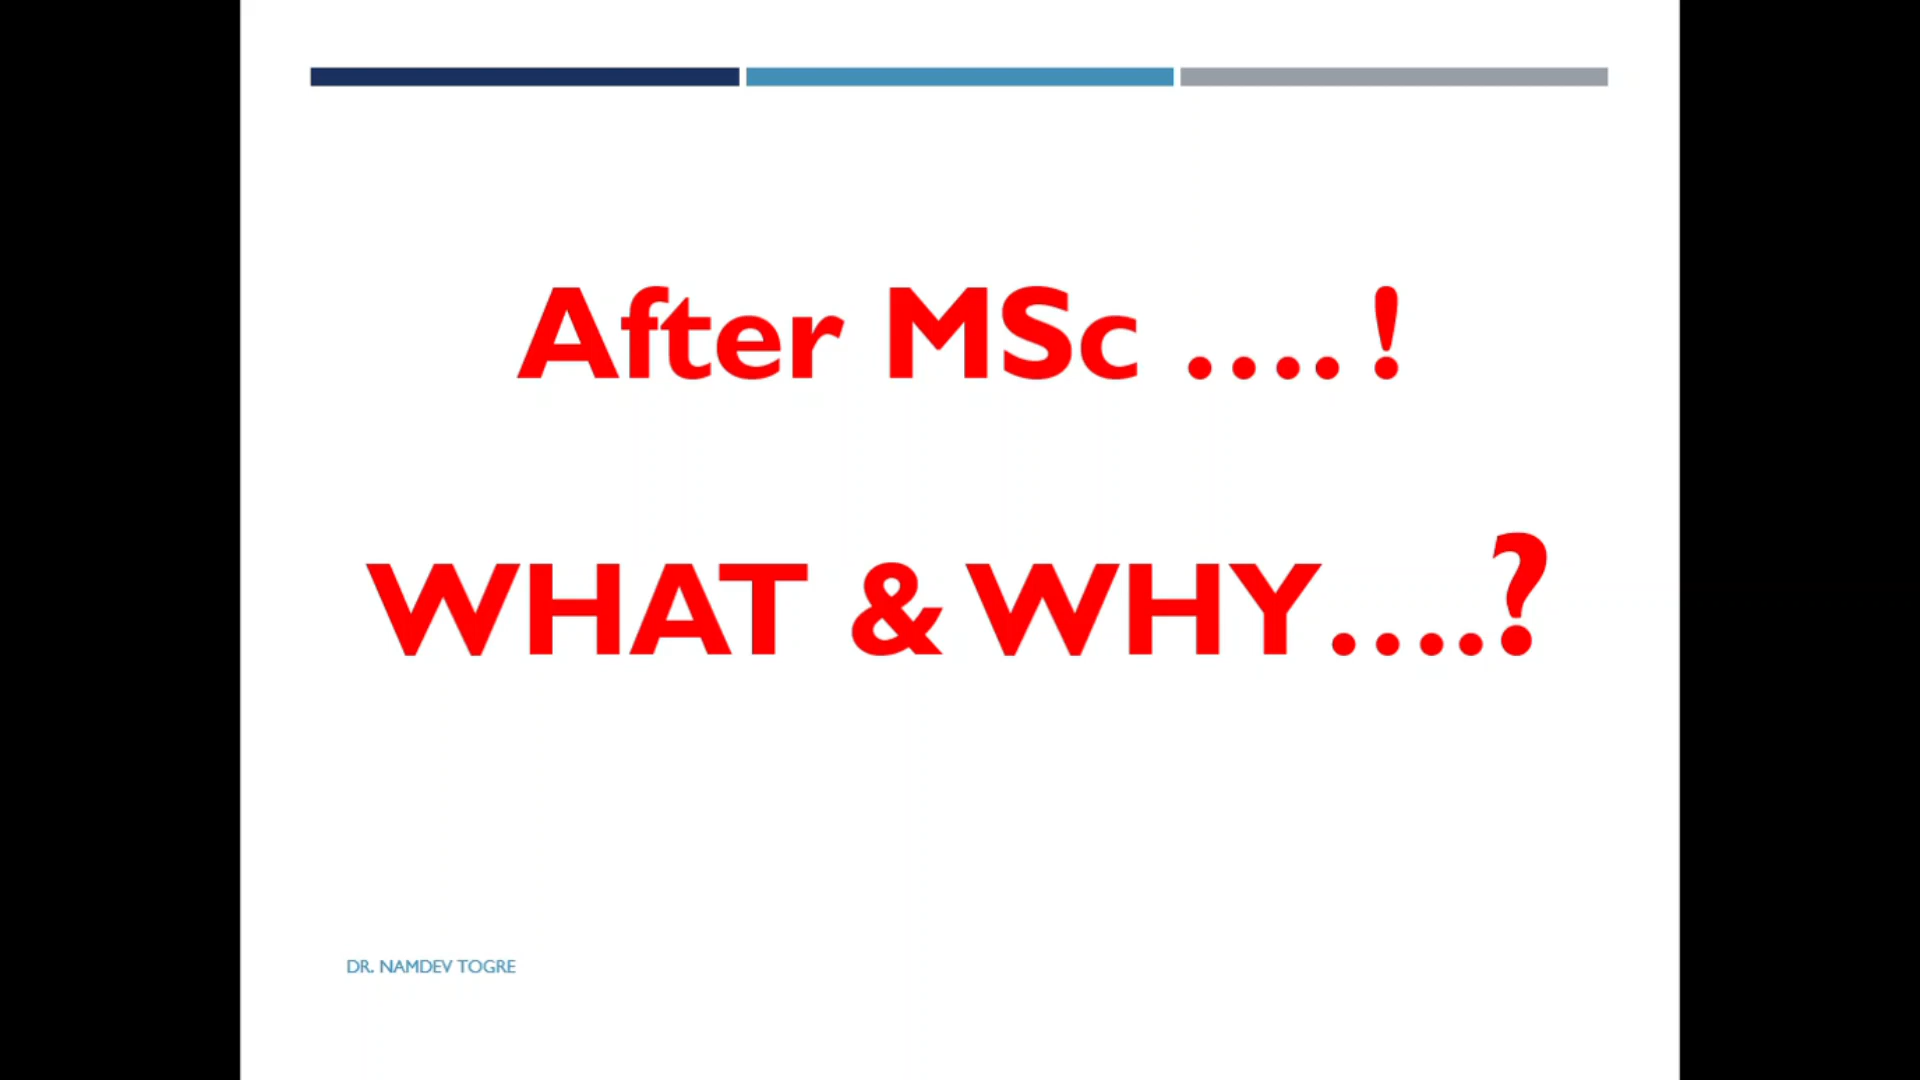 After MSc ....!
WHAT & WHY....?
DR. NAMDEV TOGRE